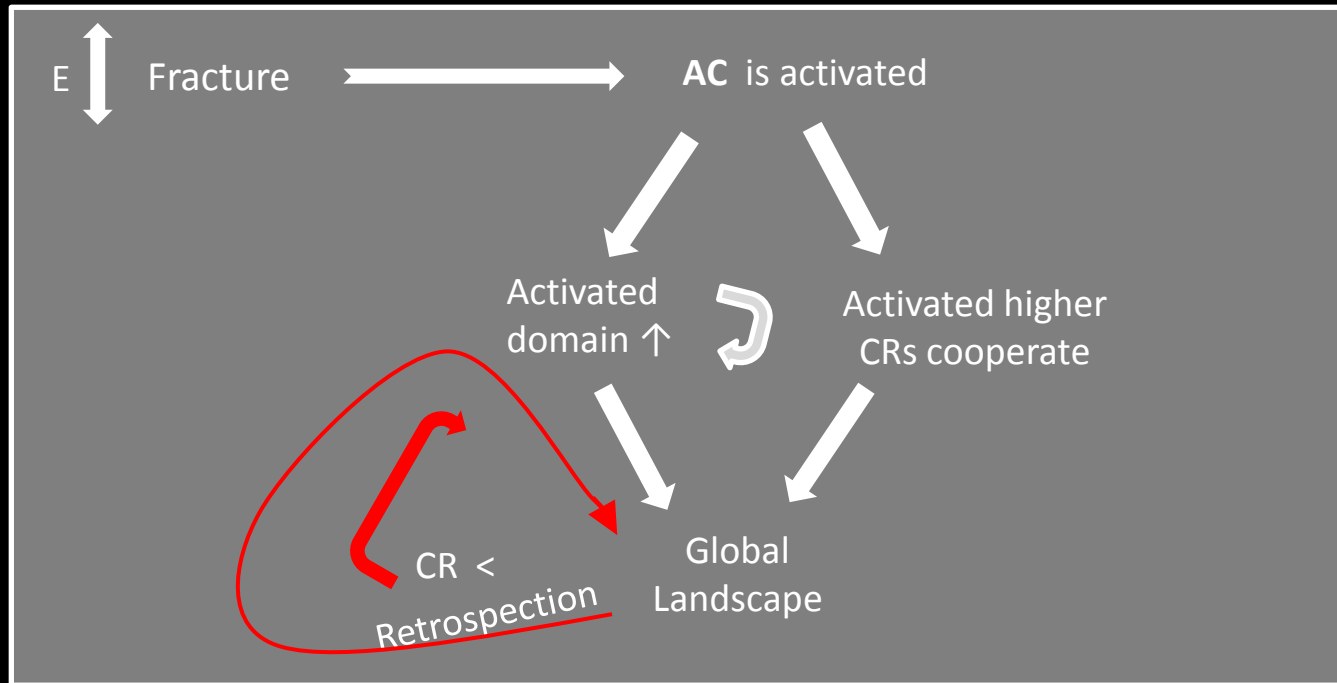 E
Fracture
AC is activated
Activated
domain ↑
Activated higher
CRs cooperate
CR <
Retrospection
Global
Landscape